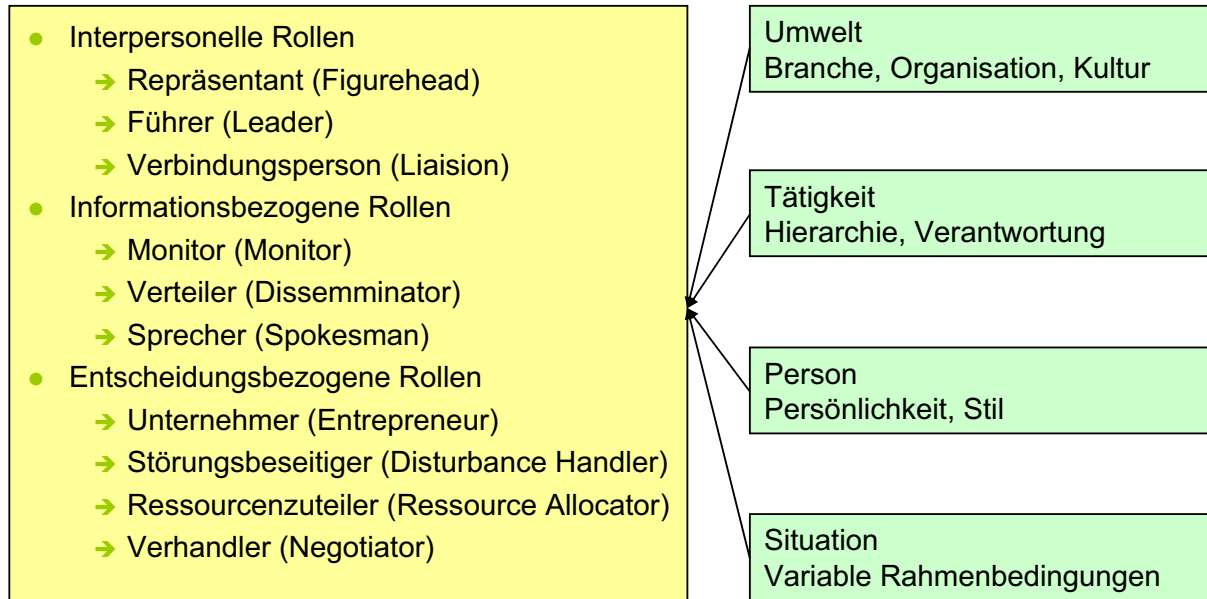 Interpersonelle Rollen
Repräsentant (Figurehead)
Führer (Leader)
Verbindungsperson (Liaision)
Informationsbezogene Rollen
Monitor (Monitor)
Verteiler (Dissemminator)
Sprecher (Spokesman)
Entscheidungsbezogene Rollen
Unternehmer (Entrepreneur)
Störungsbeseitiger (Disturbance Handler)
Ressourcenzuteiler (Ressource Allocator)
Verhandler (Negotiator)
Umwelt
Branche, Organisation, Kultur
Tätigkeit
Hierarchie, Verantwortung
Person
Persönlichkeit, Stil
Situation
Variable Rahmenbedingungen